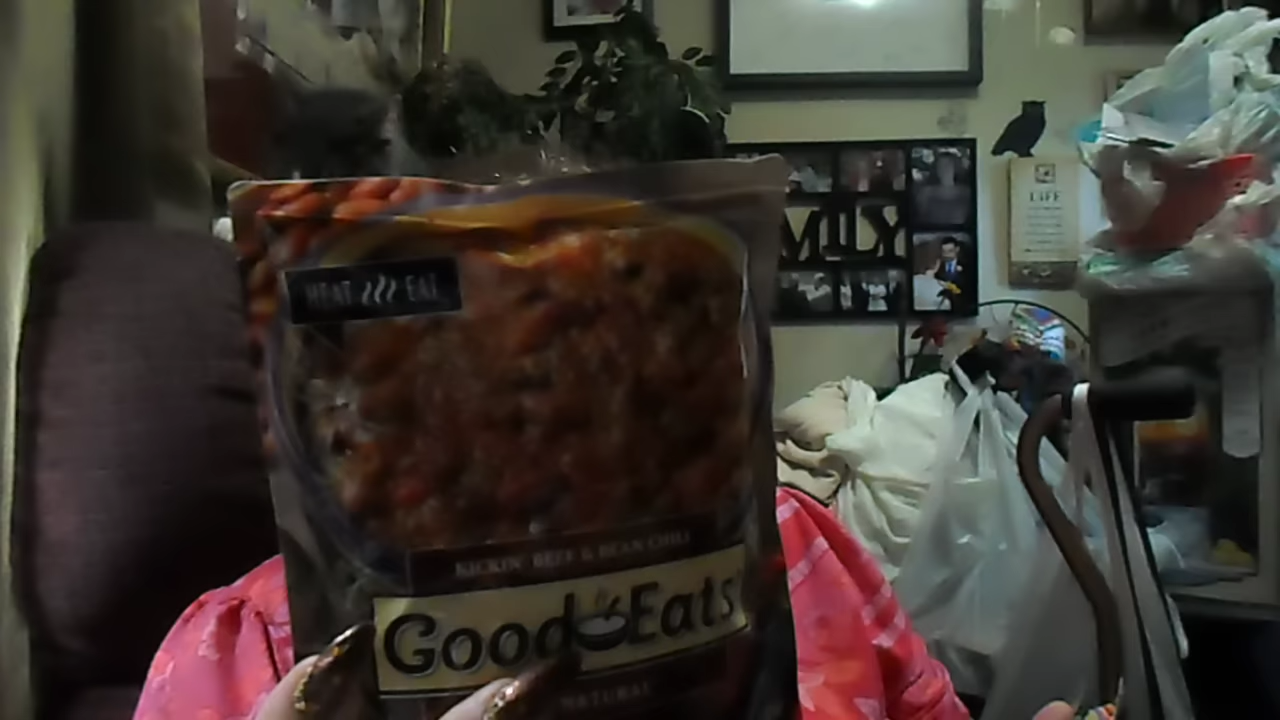 HEAT EAT
KICKIN' BEEF & BEAN CHILI
Good Eats
NATURAL
MILY
LIFE